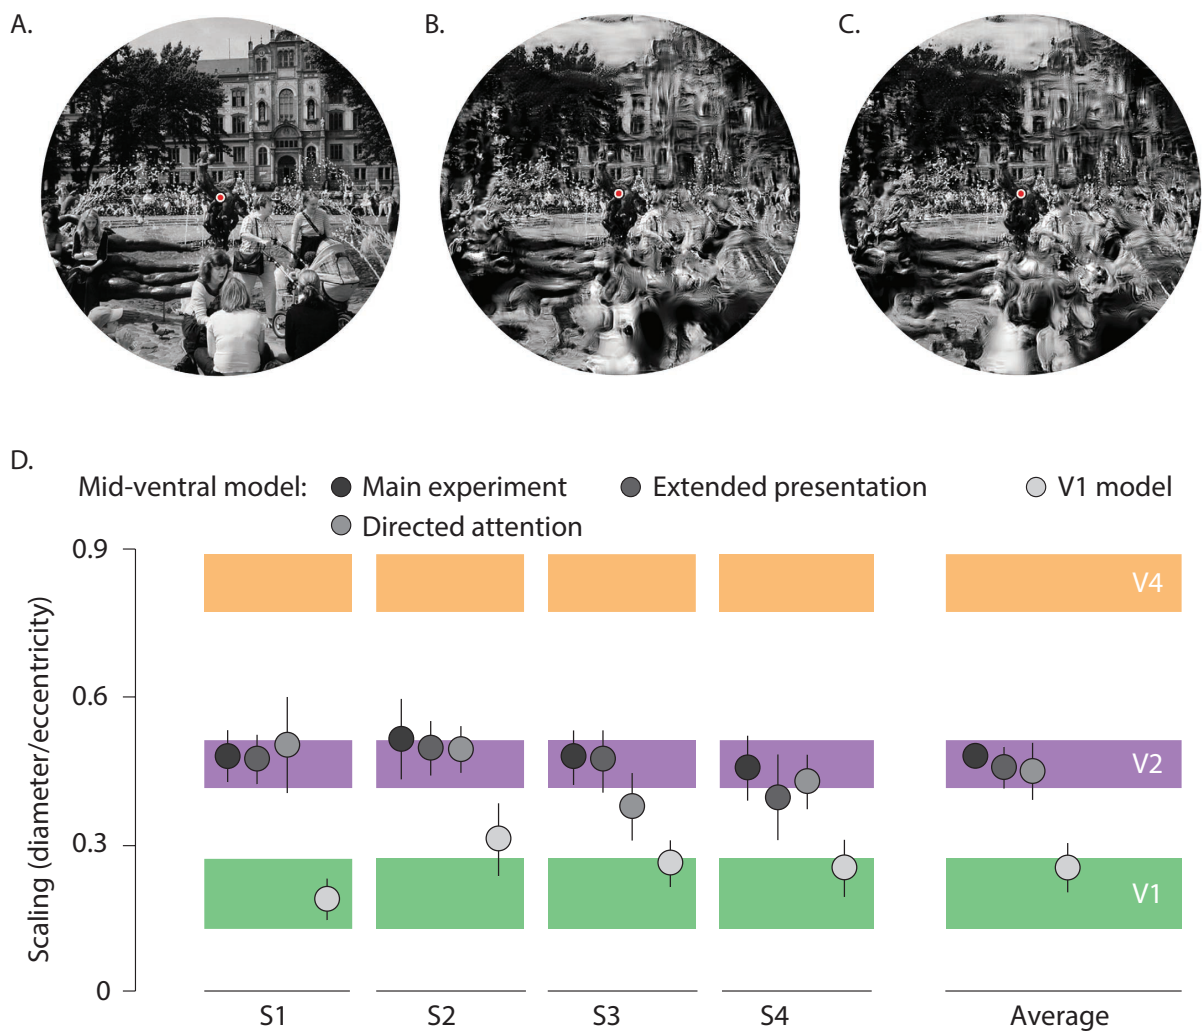 A.
B.
C.
D.
Mid-ventral model: Main experiment Extended presentation V1 model
Directed attention
0.9
0.6
0.3
0
Scaling (diameter/eccentricity)
V4
V2
V1
S1 S2 S3 S4 Average